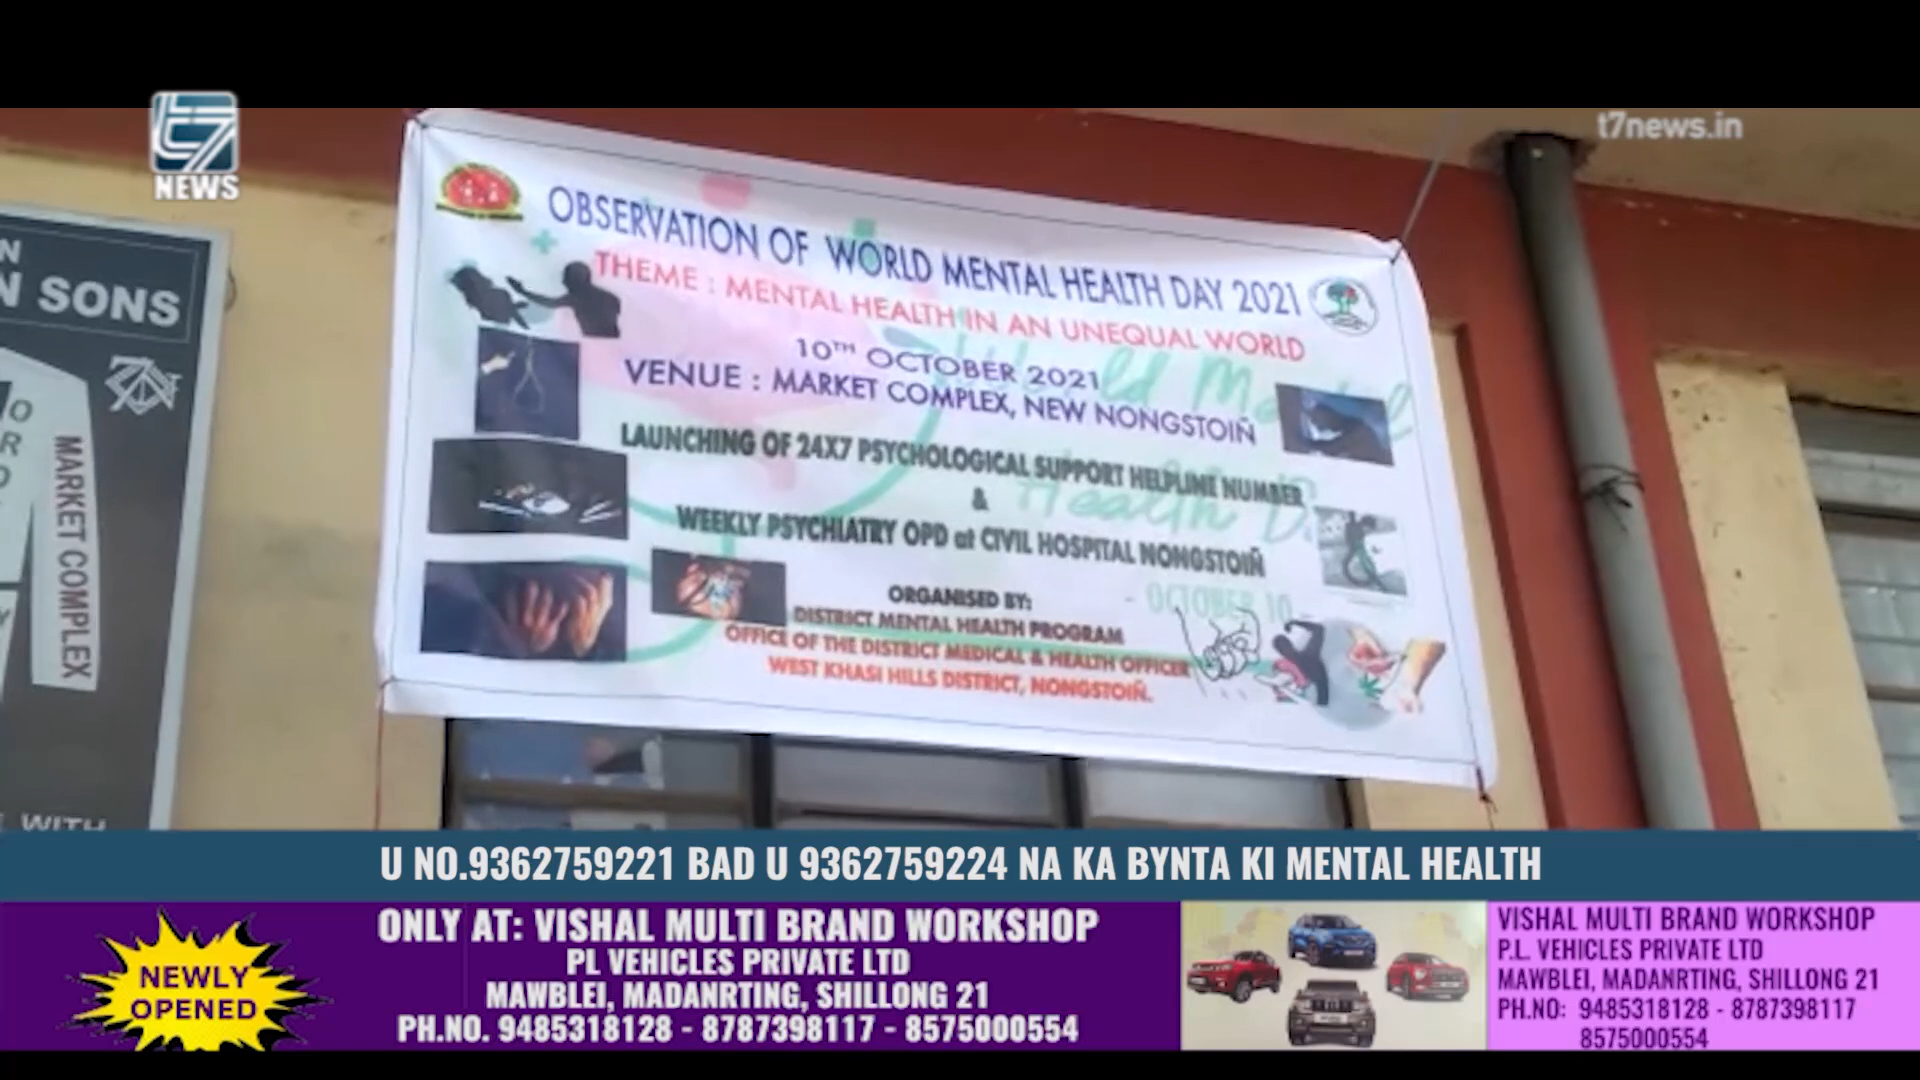 T7
NEWS
t7news.in
N
N SONS
MARKET COMPLEX
WITH
OBSERVATION OF WORLD MENTAL HEALTH DAY 2021
THEME : MENTAL HEALTH IN AN UNEQUAL WORLD
10TH OCTOBER 2021
VENUE : MARKET COMPLEX, NEW NONGSTOIÑ
LAUNCHING OF 24X7 PSYCHOLOGICAL SUPPORT HELPLINE NUMBER
&
WEEKLY PSYCHIATRY OPD at CIVIL HOSPITAL NONGSTOIÑ
OCTOBER 10
ORGANISED BY:
DISTRICT MENTAL HEALTH PROGRAM
OFFICE OF THE DISTRICT MEDICAL & HEALTH OFFICER
WEST KHASI HILLS DISTRICT, NONGSTOIÑ.
U NO.9362759221 BAD U 9362759224 NA KA BYNTA KI MENTAL HEALTH
NEWLY
OPENED
ONLY AT: VISHAL MULTI BRAND WORKSHOP
PL VEHICLES PRIVATE LTD
MAWBLEI, MADANRTING, SHILLONG 21
PH.NO. 9485318128 - 8787398117 - 8575000554
VISHAL MULTI BRAND WORKSHOP
P.L. VEHICLES PRIVATE LTD
MAWBLEI, MADANRTING, SHILLONG 21
PH.NO: 9485318128 - 8787398117
8575000554